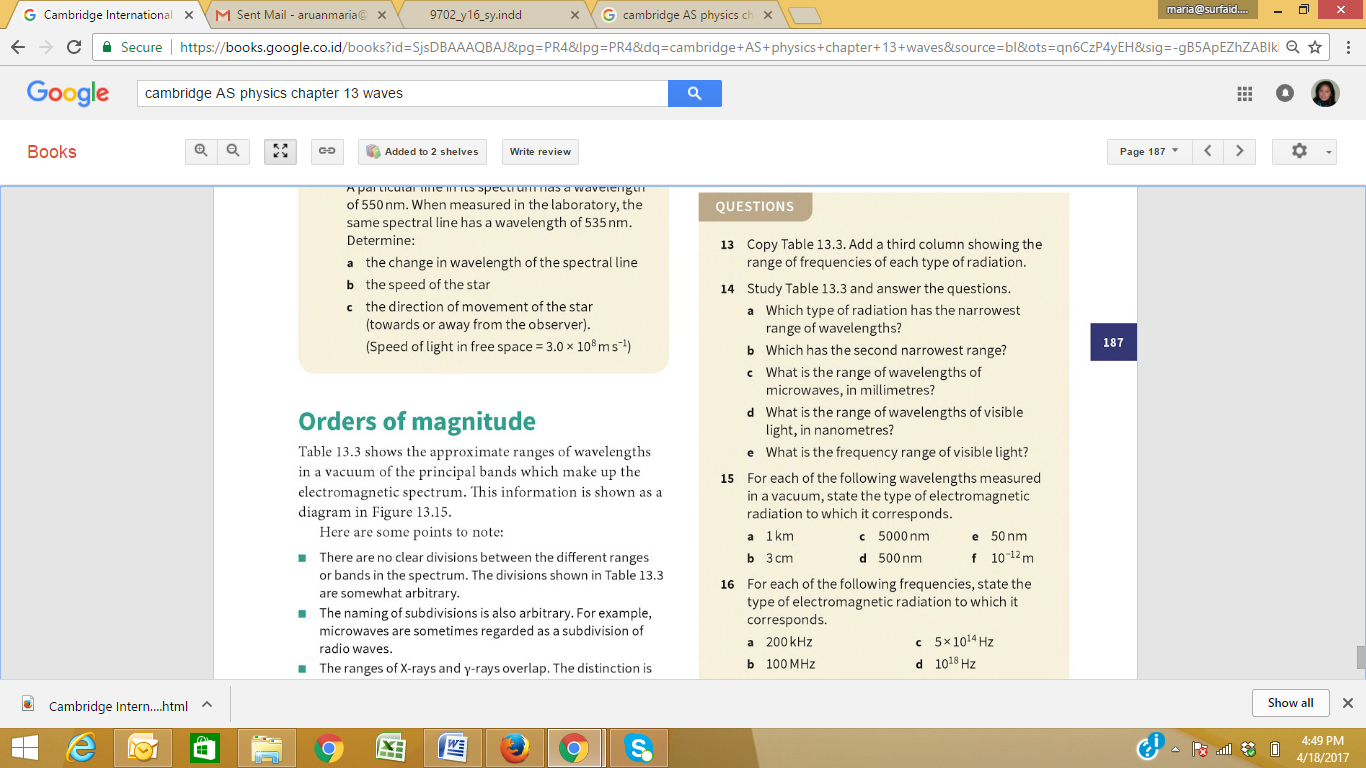 Cambridge International
Sent Mail - aruanmaria@
9702_y16_sy.indd
cambridge AS physics ch
maria@surfaid....
Secure
https://books.google.co.id/books?id=SjsDBAAAQBAJ&pg=PR4&lpg=PR4&dq=cambridge+AS+physics+chapter+13+waves&source=bl&ots=qn6CzP4yEH&sig=-gB5ApEZhZABIkl
Google
cambridge AS physics chapter 13 waves
Books
Added to 2 shelves
Write review
Page 187
A particular line in its spectrum has a wavelength
of 550 nm. When measured in the laboratory, the
same spectral line has a wavelength of 535 nm.
Determine:
a the change in wavelength of the spectral line
b the speed of the star
c the direction of movement of the star
(towards or away from the observer).
(Speed of light in free space = 3.0 × 10⁸ m s⁻¹)
Orders of magnitude
Table 13.3 shows the approximate ranges of wavelengths
in a vacuum of the principal bands which make up the
electromagnetic spectrum. This information is shown as a
diagram in Figure 13.15.
Here are some points to note:
■ There are no clear divisions between the different ranges
or bands in the spectrum. The divisions shown in Table 13.3
are somewhat arbitrary.
■ The naming of subdivisions is also arbitrary. For example,
microwaves are sometimes regarded as a subdivision of
radio waves.
■ The ranges of X-rays and γ-rays overlap. The distinction is
QUESTIONS
13 Copy Table 13.3. Add a third column showing the
range of frequencies of each type of radiation.
14 Study Table 13.3 and answer the questions.
a Which type of radiation has the narrowest
range of wavelengths?
b Which has the second narrowest range?
c What is the range of wavelengths of
microwaves, in millimetres?
d What is the range of wavelengths of visible
light, in nanometres?
e What is the frequency range of visible light?
15 For each of the following wavelengths measured
in a vacuum, state the type of electromagnetic
radiation to which it corresponds.
a 1 km c 5000 nm e 50 nm
b 3 cm d 500 nm f 10⁻¹² m
16 For each of the following frequencies, state the
type of electromagnetic radiation to which it
corresponds.
a 200 kHz c 5 × 10¹⁴ Hz
b 100 MHz d 10¹⁸ Hz
187
Cambridge Intern....html
Show all
4:49 PM
4/18/2017